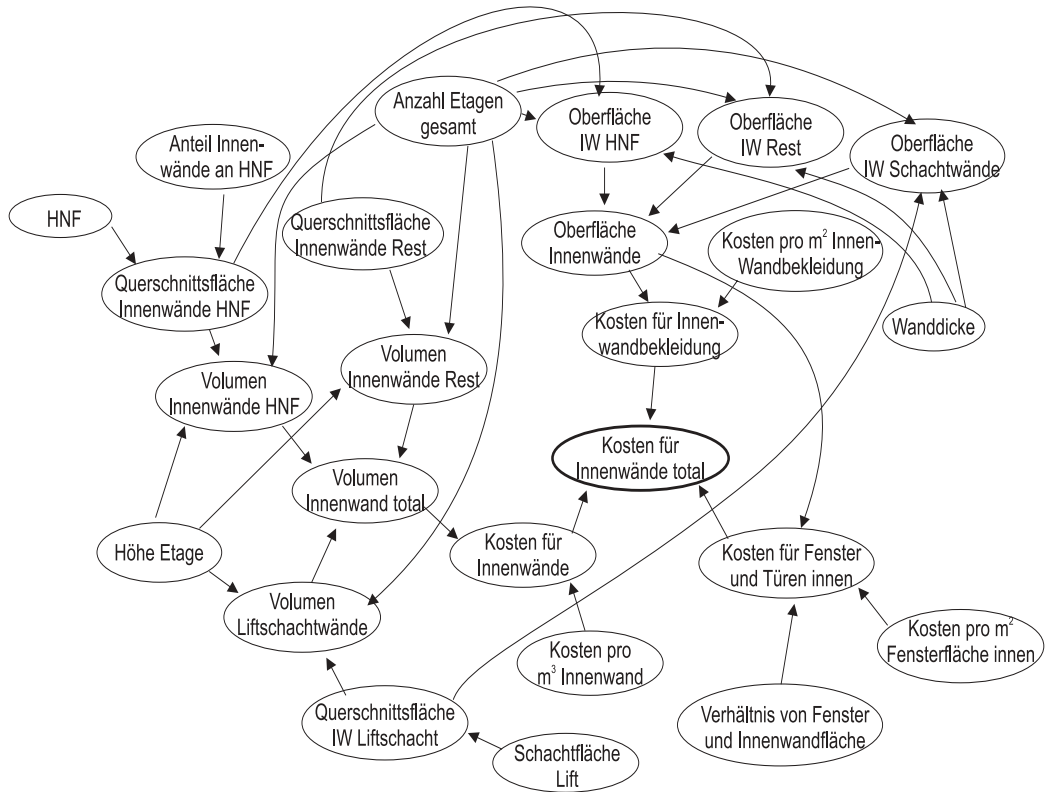 Anzahl Etagen
gesamt
Oberfläche
IW HNF
Oberfläche
IW Rest
Oberfläche
IW Schachtwände
Anteil Innen-
wände an HNF
HNF
Querschnittsfläche
Innenwände Rest
Oberfläche
Innenwände
Kosten pro m² Innen-
Wandbekleidung
Querschnittsfläche
Innenwände HNF
Kosten für Innen-
wandbekleidung
Wanddicke
Volumen
Innenwände Rest
Volumen
Innenwände HNF
Kosten für
Innenwände total
Volumen
Innenwand total
Höhe Etage
Kosten für
Innenwände
Kosten für Fenster
und Türen innen
Volumen
Liftschachtwände
Kosten pro
m³ Innenwand
Kosten pro m²
Fensterfläche innen
Querschnittsfläche
IW Liftschacht
Verhältnis von Fenster
und Innenwandfläche
Schachtfläche
Lift